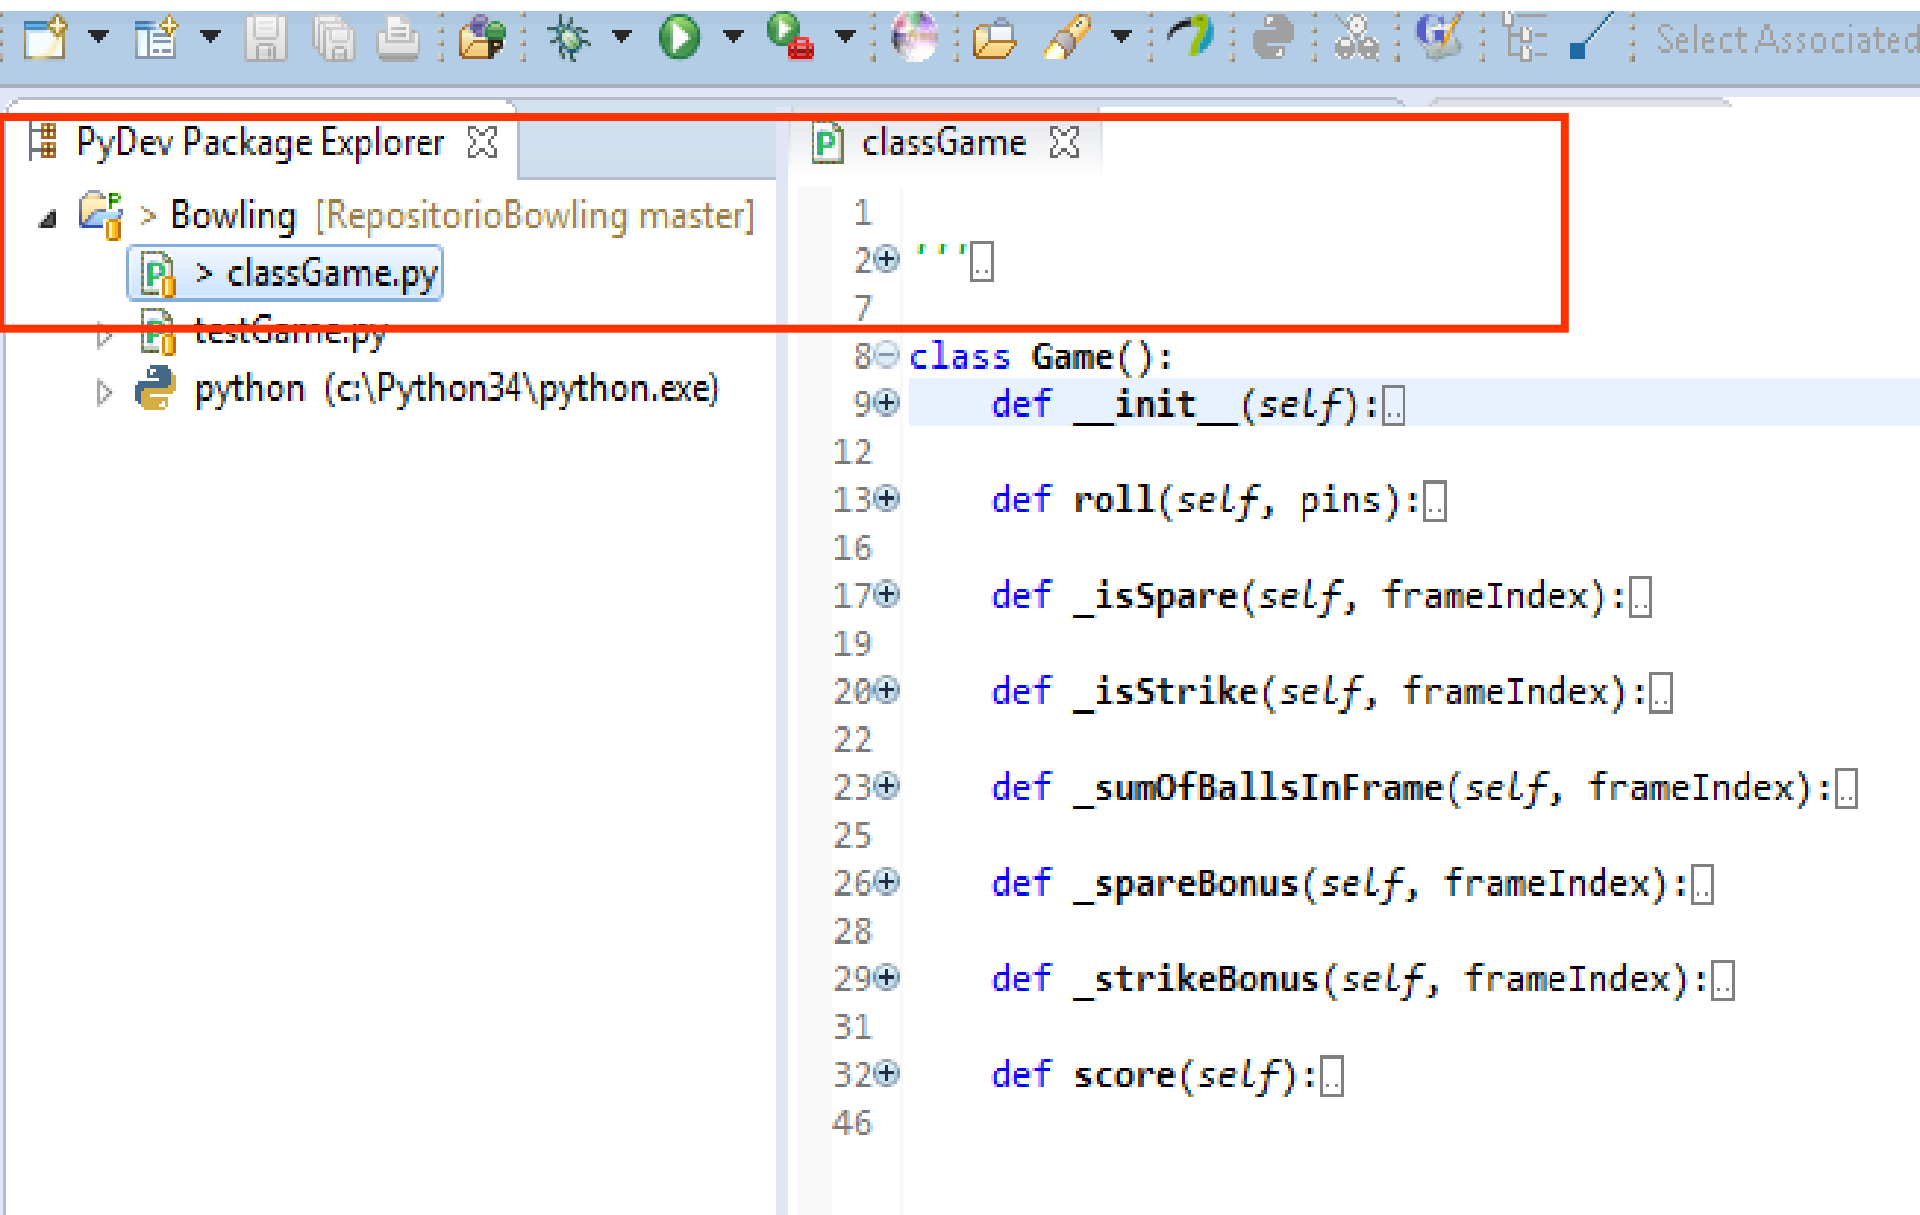 Select Associated
PyDev Package Explorer
> Bowling [RepositorioBowling master]
> classGame.py
testGame.py
python (c:\Python34\python.exe)
classGame
1
2 '''
7
8 class Game():
9 def __init__(self):
12
13 def roll(self, pins):
16
17 def _isSpare(self, frameIndex):
19
20 def _isStrike(self, frameIndex):
22
23 def _sumOfBallsInFrame(self, frameIndex):
25
26 def _spareBonus(self, frameIndex):
28
29 def _strikeBonus(self, frameIndex):
31
32 def score(self):
46